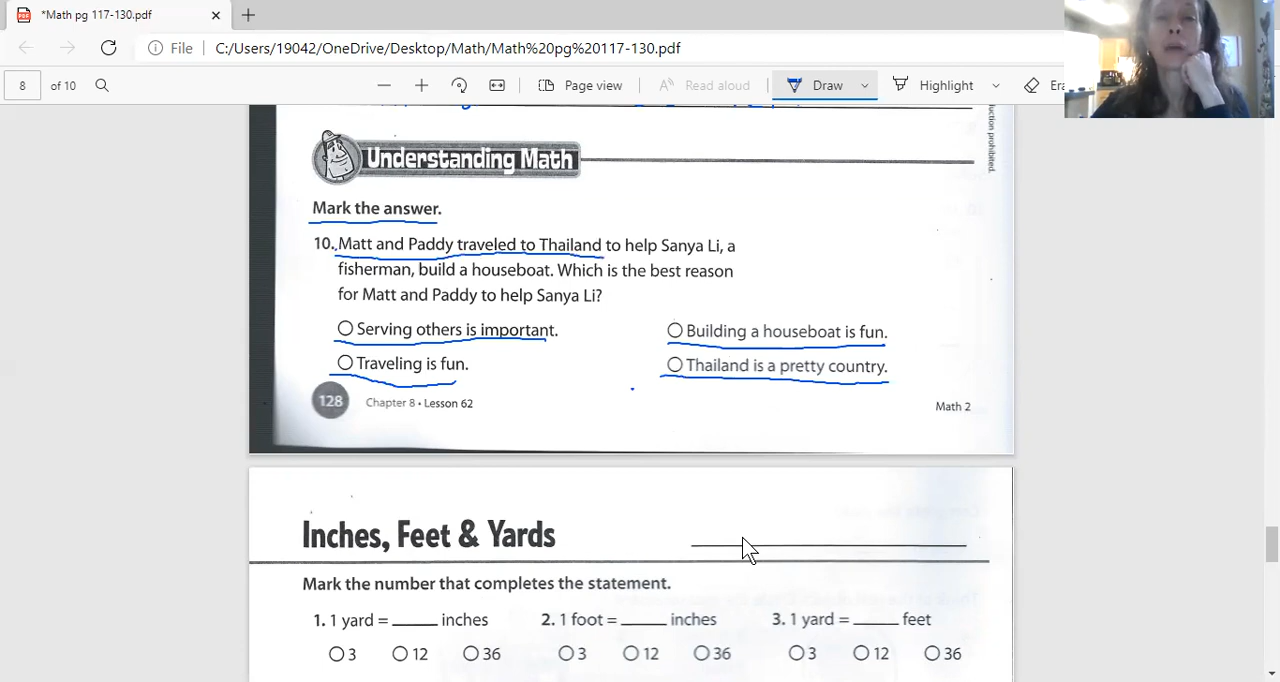 *Math pg 117-130.pdf
File
C:/Users/19042/OneDrive/Desktop/Math/Math%20pg%20117-130.pdf
8 of 10
Page view
Read aloud
Draw
Highlight
Understanding Math
duction prohibited.
Mark the answer.
10. Matt and Paddy traveled to Thailand to help Sanya Li, a
fisherman, build a houseboat. Which is the best reason
for Matt and Paddy to help Sanya Li?
Serving others is important.
Building a houseboat is fun.
Traveling is fun.
Thailand is a pretty country.
128 Chapter 8 • Lesson 62
Math 2
Inches, Feet & Yards
Mark the number that completes the statement.
1. 1 yard = _____ inches
2. 1 foot = _____ inches
3. 1 yard = _____ feet
3 12 36
3 12 36
3 12 36